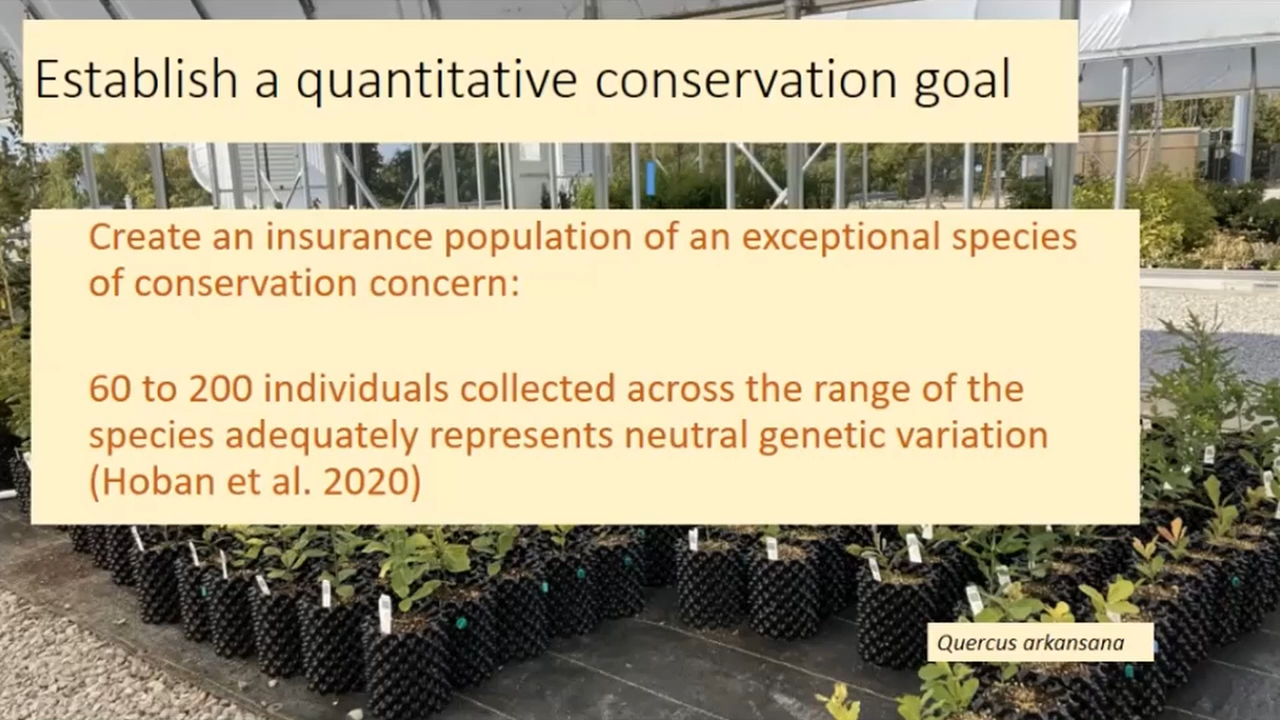 Establish a quantitative conservation goal
Create an insurance population of an exceptional species
of conservation concern:
60 to 200 individuals collected across the range of the
species adequately represents neutral genetic variation
(Hoban et al. 2020)
Quercus arkansana